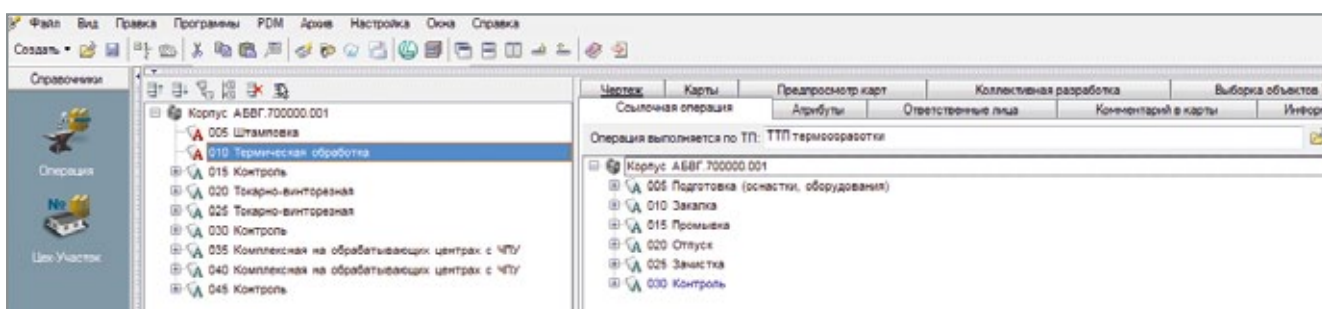 Файл Вид Правка Программы PDM Архив Настройка Окна Справка
Создать
Справочники
Операция
№
Цех-Участок
Корпус АБВГ.700000.001
005 Штамповка
010 Термическая обработка
015 Контроль
020 Токарно-винторезная
025 Токарно-винторезная
030 Контроль
035 Комплексная на обрабатывающих центрах с ЧПУ
040 Комплексная на обрабатывающих центрах с ЧПУ
045 Контроль
Чертеж Карты Предпросмотр карт Коллективная разработка Выборка объектов
Ссылочная операция Атрибуты Ответственные лица Комментарий в карты Инфор
Операция выполняется по ТП: ТТП термообработки
Корпус АБВГ.700000.001
005 Подготовка (оснастки, оборудования)
010 Закалка
015 Промывка
020 Отпуск
025 Зачистка
030 Контроль